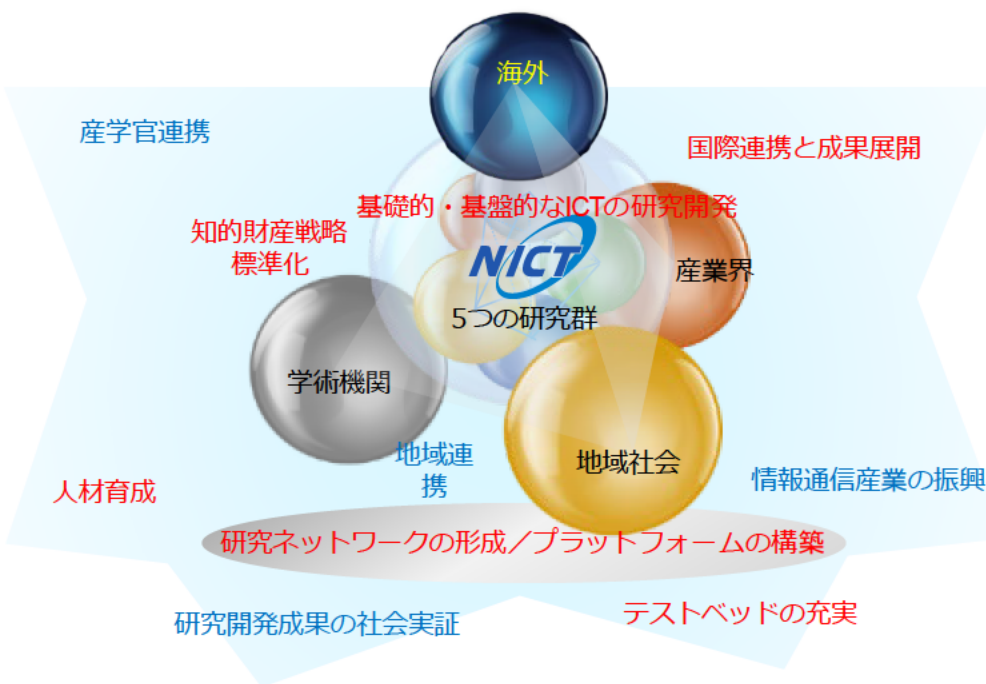 海外
産学官連携
国際連携と成果展開
基礎的・基盤的なICTの研究開発
知的財産戦略
標準化
NICT
産業界
5つの研究群
学術機関
地域連
携
地域社会
人材育成
情報通信産業の振興
研究ネットワークの形成／プラットフォームの構築
研究開発成果の社会実証
テストベッドの充実